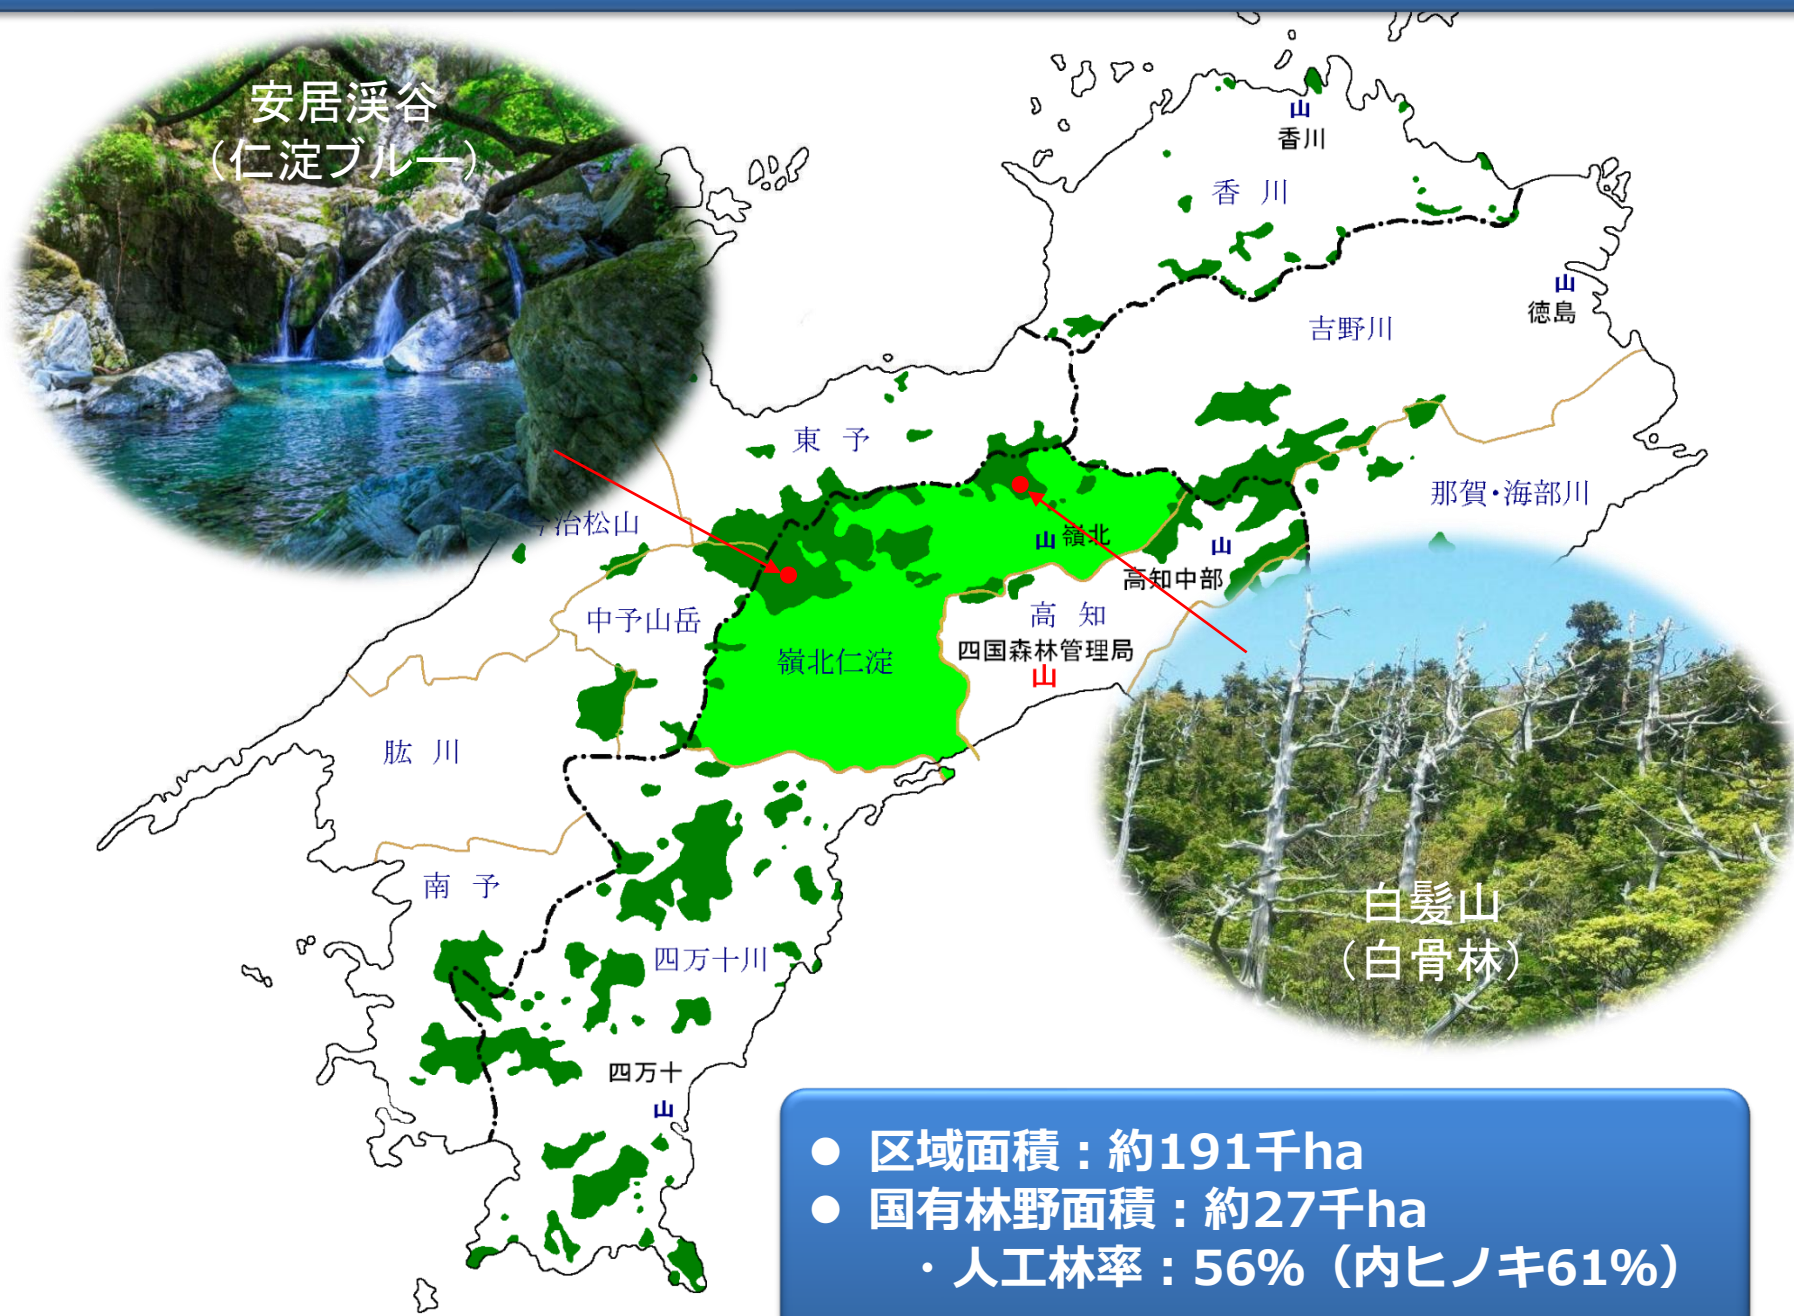 安居渓谷
（仁淀ブルー）
山
香川
香 川
山
徳島
吉野川
東 予
那賀・海部川
今治松山
山 嶺北
山
高知中部
中予山岳
高 知
嶺北仁淀
四国森林管理局
山
肱 川
南 予
白髪山
（白骨林）
四万十川
四万十
山
● 区域面積：約191千ha
● 国有林野面積：約27千ha
・人工林率：56%（内ヒノキ61%）